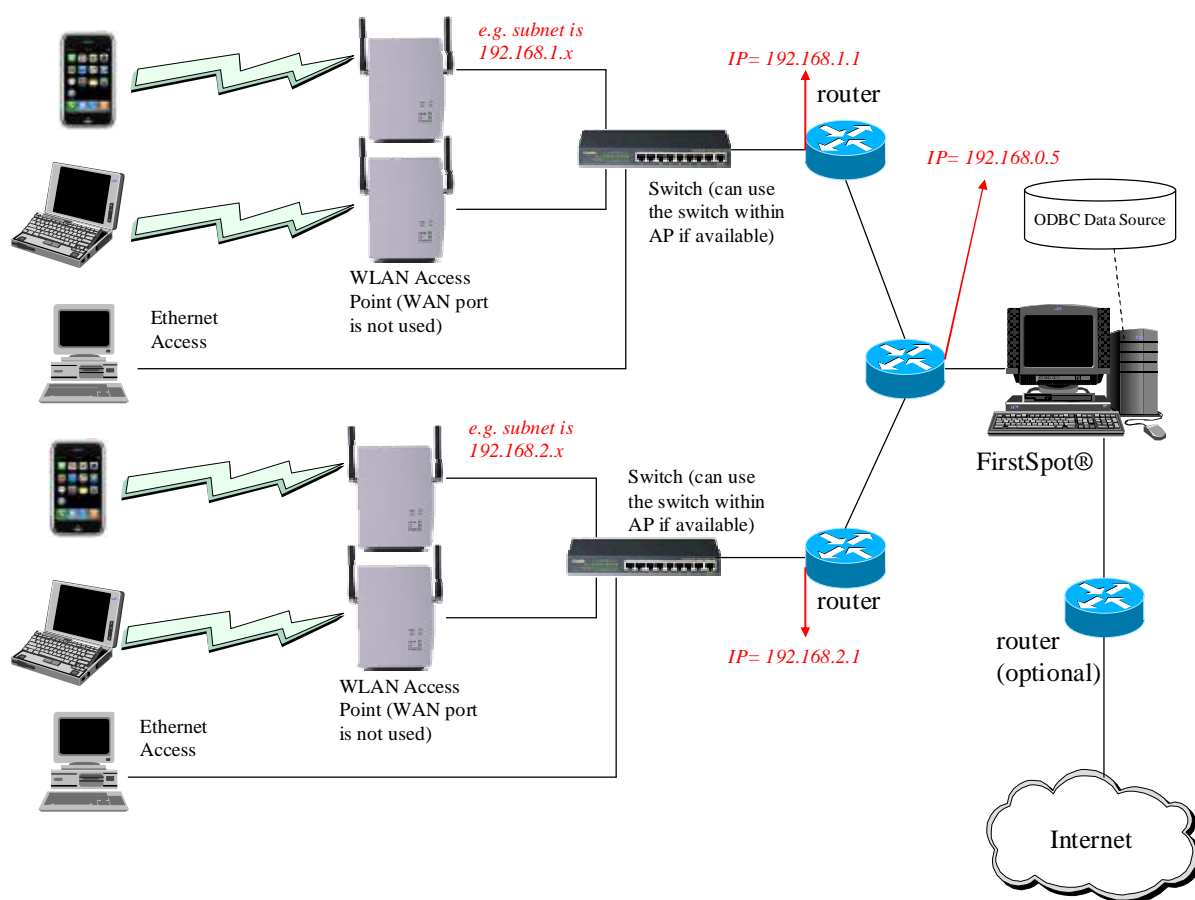 e.g. subnet is
192.168.1.x
IP= 192.168.1.1
router
IP= 192.168.0.5
ODBC Data Source
Switch (can use
the switch within
AP if available)
WLAN Access
Point (WAN port
is not used)
Ethernet
Access
FirstSpot®
e.g. subnet is
192.168.2.x
Switch (can use
the switch within
AP if available)
router
IP= 192.168.2.1
router
(optional)
WLAN Access
Point (WAN port
is not used)
Ethernet
Access
Internet